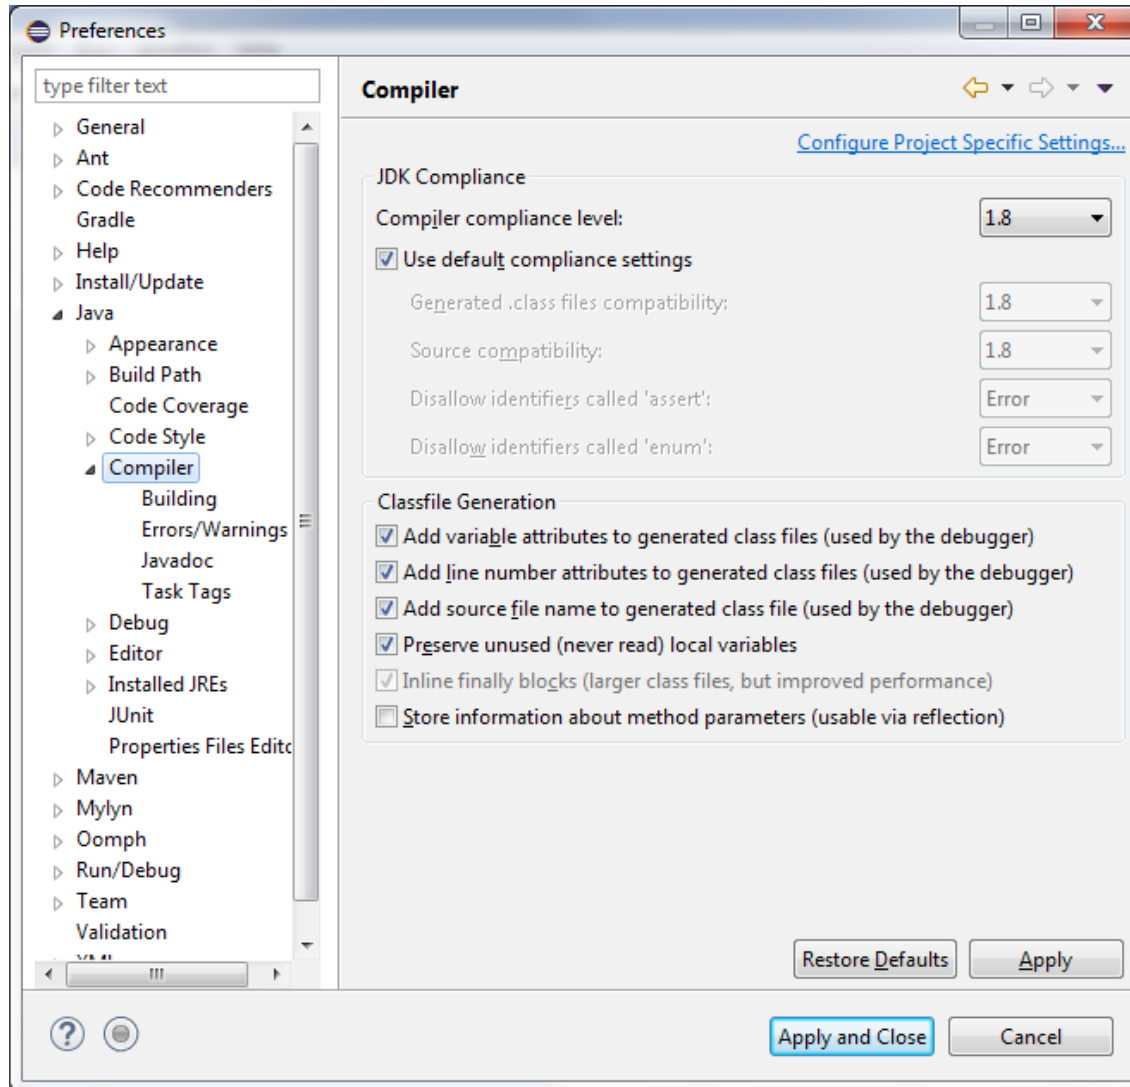 Preferences
type filter text
General
Ant
Code Recommenders
Gradle
Help
Install/Update
Java
Appearance
Build Path
Code Coverage
Code Style
Compiler
Building
Errors/Warnings
Javadoc
Task Tags
Debug
Editor
Installed JREs
JUnit
Properties Files Edito
Maven
Mylyn
Oomph
Run/Debug
Team
Validation
Compiler
Configure Project Specific Settings...
JDK Compliance
Compiler compliance level: 1.8
Use default compliance settings
Generated .class files compatibility: 1.8
Source compatibility: 1.8
Disallow identifiers called 'assert': Error
Disallow identifiers called 'enum': Error
Classfile Generation
Add variable attributes to generated class files (used by the debugger)
Add line number attributes to generated class files (used by the debugger)
Add source file name to generated class file (used by the debugger)
Preserve unused (never read) local variables
Inline finally blocks (larger class files, but improved performance)
Store information about method parameters (usable via reflection)
Restore Defaults Apply
? Apply and Close Cancel